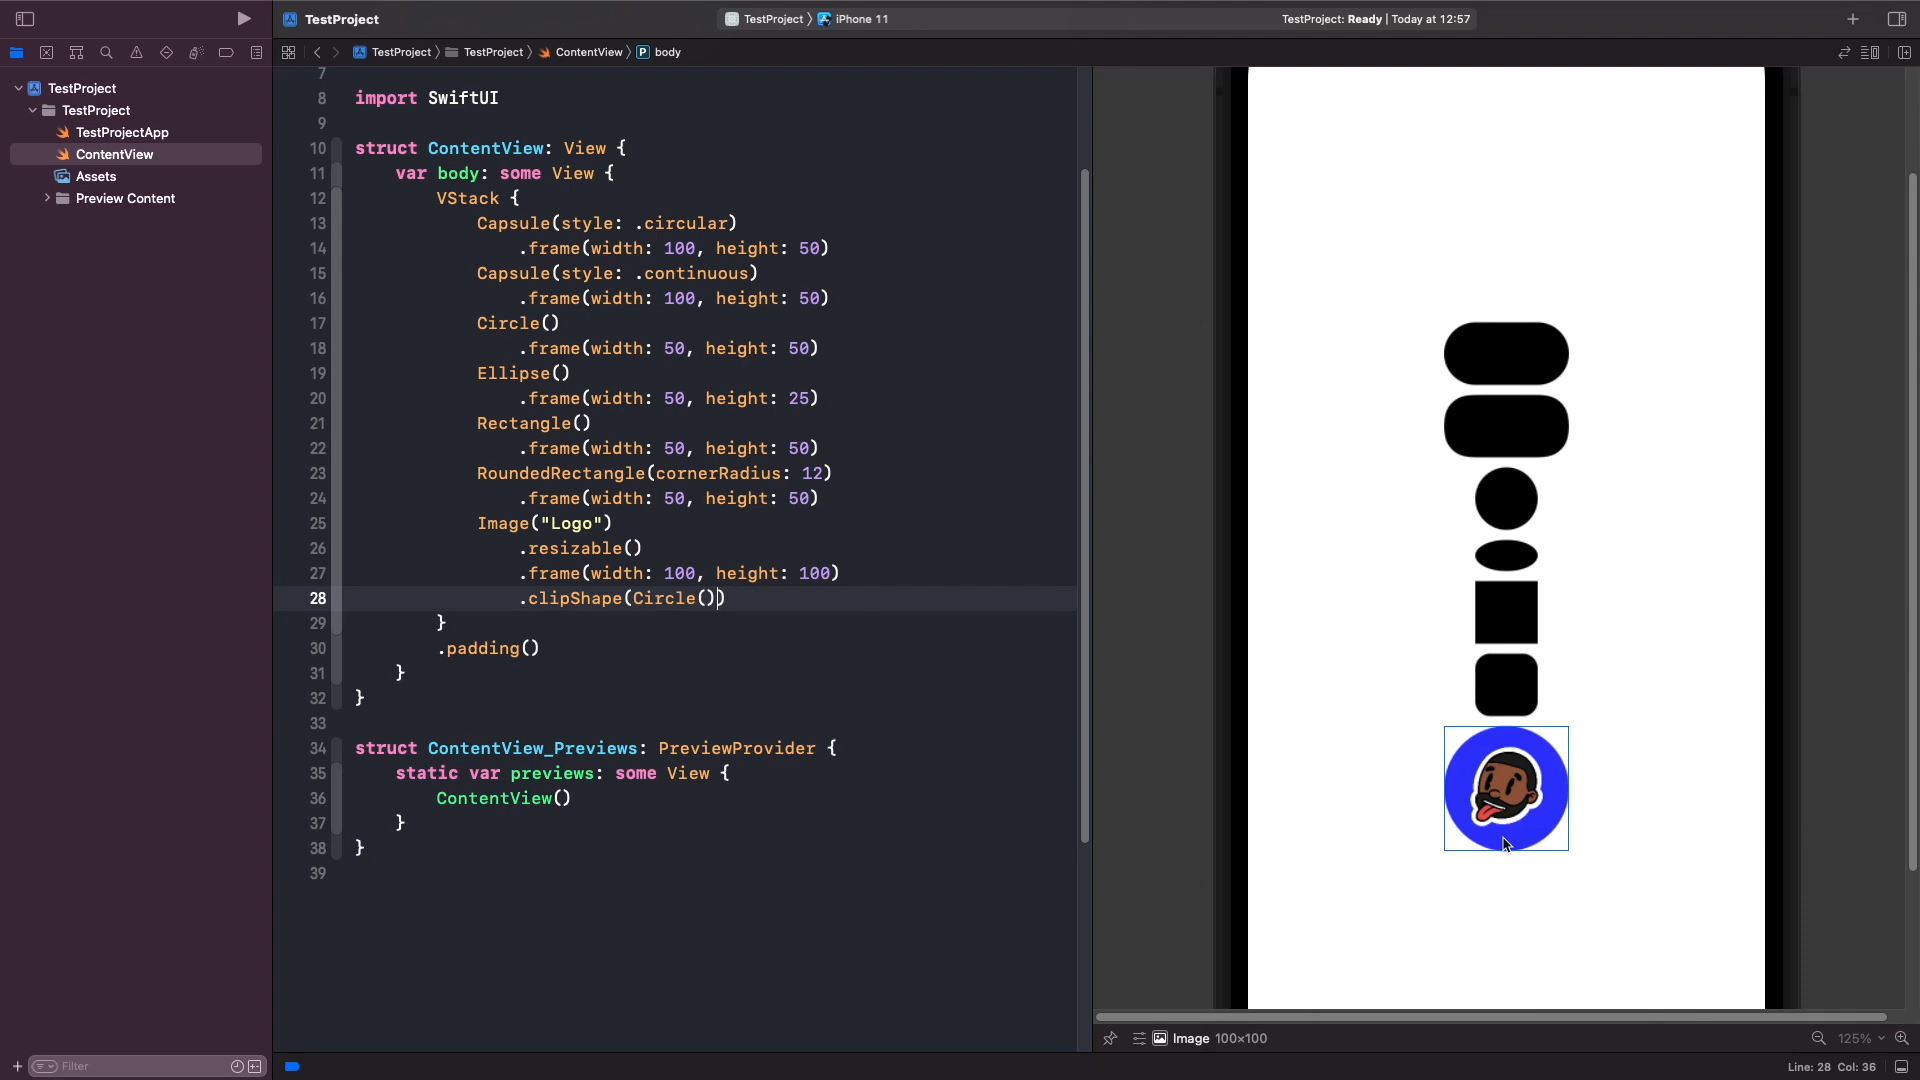 TestProject
TestProject
iPhone 11
TestProject: Ready | Today at 12:57
TestProject
TestProject
ContentView
P
body
TestProject
TestProject
TestProjectApp
ContentView
Assets
Preview Content
7
8 import SwiftUI
9
10 struct ContentView: View {
11 var body: some View {
12 VStack {
13 Capsule(style: .circular)
14 .frame(width: 100, height: 50)
15 Capsule(style: .continuous)
16 .frame(width: 100, height: 50)
17 Circle()
18 .frame(width: 50, height: 50)
19 Ellipse()
20 .frame(width: 50, height: 25)
21 Rectangle()
22 .frame(width: 50, height: 50)
23 RoundedRectangle(cornerRadius: 12)
24 .frame(width: 50, height: 50)
25 Image("Logo")
26 .resizable()
27 .frame(width: 100, height: 100)
28 .clipShape(Circle())
29 }
30 .padding()
31 }
32 }
33
34 struct ContentView_Previews: PreviewProvider {
35 static var previews: some View {
36 ContentView()
37 }
38 }
39
Image 100×100
125%
Filter
Line: 28 Col: 36